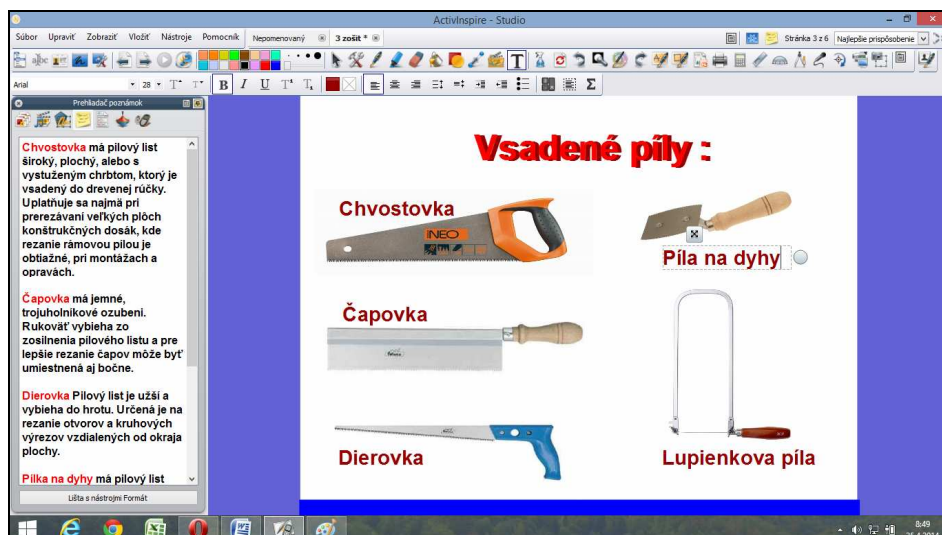 ActivInspire - Studio
Súbor Upraviť Zobraziť Vložiť Nástroje Pomocník
Nepomenovaný
3 zošit *
Stránka 3 z 6
Najlepšie prispôsobenie
Arial
28
B I U
Prehliadač poznámok
Chvostovka má pílový list
široký, plochý, alebo s
vystuženým chrbtom, ktorý je
vsadený do drevenej rúčky.
Uplatňuje sa najmä pri
prerezávaní veľkých plôch
konštrukčných dosák, kde
rezanie rámovou pílou je
obtiažné, pri montážach a
opravách.
Čapovka má jemné,
trojuholníkové ozubeni.
Rukoväť vybieha zo
zosilnenia pílového listu a pre
lepšie rezanie čapov môže byť
umiestnená aj bočne.
Dierovka Pilový list je užší a
vybieha do hrotu. Určená je na
rezanie otvorov a kruhových
výrezov vzdialených od okraja
plochy.
Pílka na dyhy má pílový list
Lišta s nástrojmi Formát
Vsadené píly :
Chvostovka
NEO
Píla na dyhy
Čapovka
Dierovka
Lupienkova píla
8:49